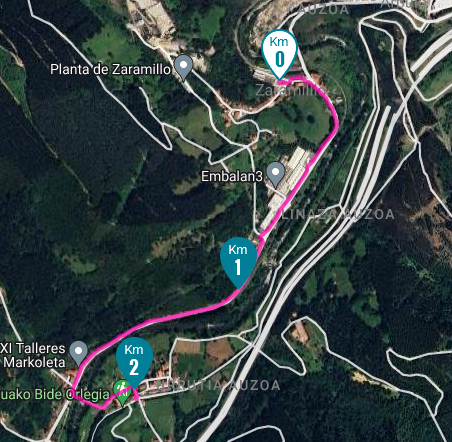 AUZOA
Km
0
Planta de Zaramillo
Zaramillo
Embalan3
LINAZA AUZOA
Km
1
XI Talleres
Markoleta
Km
2
uako Bide Orlegia
AUZOA